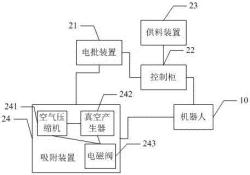 23
21
供料装置
22
电批装置
控制柜
242
10
241
空气压
缩机
真空产
生器
机器人
24
243
吸附装置
电磁阀